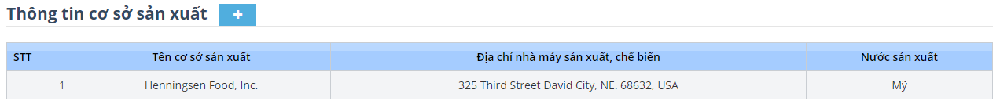 Thông tin cơ sở sản xuất +
STT Tên cơ sở sản xuất Địa chỉ nhà máy sản xuất, chế biến Nước sản xuất
1 Henningsen Food, Inc. 325 Third Street David City, NE. 68632, USA Mỹ